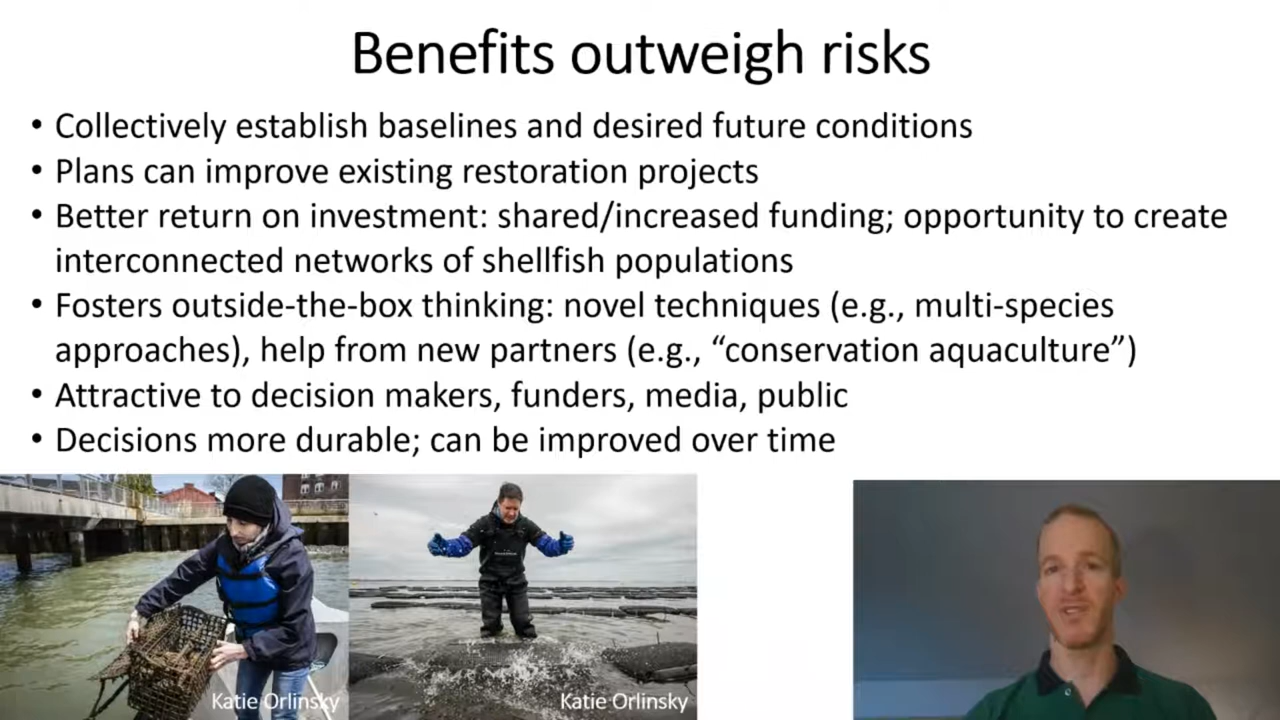 Benefits outweigh risks
• Collectively establish baselines and desired future conditions
• Plans can improve existing restoration projects
• Better return on investment: shared/increased funding; opportunity to create
interconnected networks of shellfish populations
• Fosters outside-the-box thinking: novel techniques (e.g., multi-species
approaches), help from new partners (e.g., “conservation aquaculture”)
• Attractive to decision makers, funders, media, public
• Decisions more durable; can be improved over time
Katie Orlinsky
Katie Orlinsky